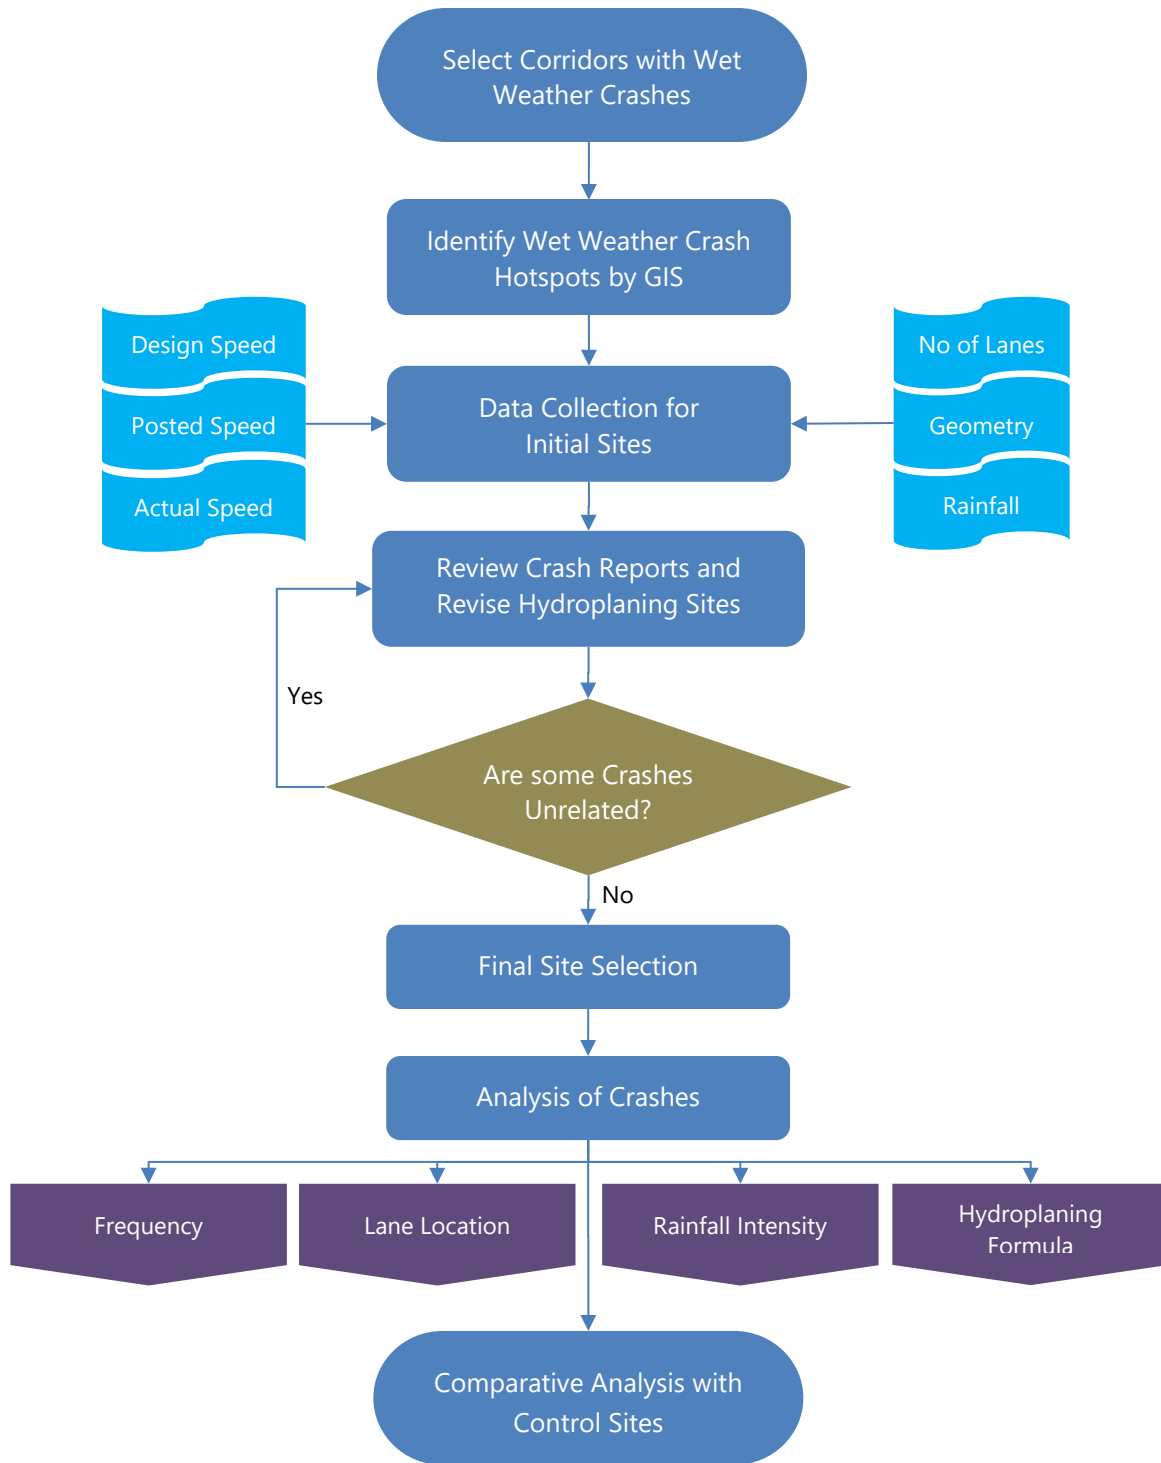 Select Corridors with Wet
Weather Crashes
Identify Wet Weather Crash
Hotspots by GIS
Design Speed
Posted Speed
Actual Speed
Data Collection for
Initial Sites
No of Lanes
Geometry
Rainfall
Review Crash Reports and
Revise Hydroplaning Sites
Yes
Are some Crashes
Unrelated?
No
Final Site Selection
Analysis of Crashes
Frequency
Lane Location
Rainfall Intensity
Hydroplaning
Formula
Comparative Analysis with
Control Sites